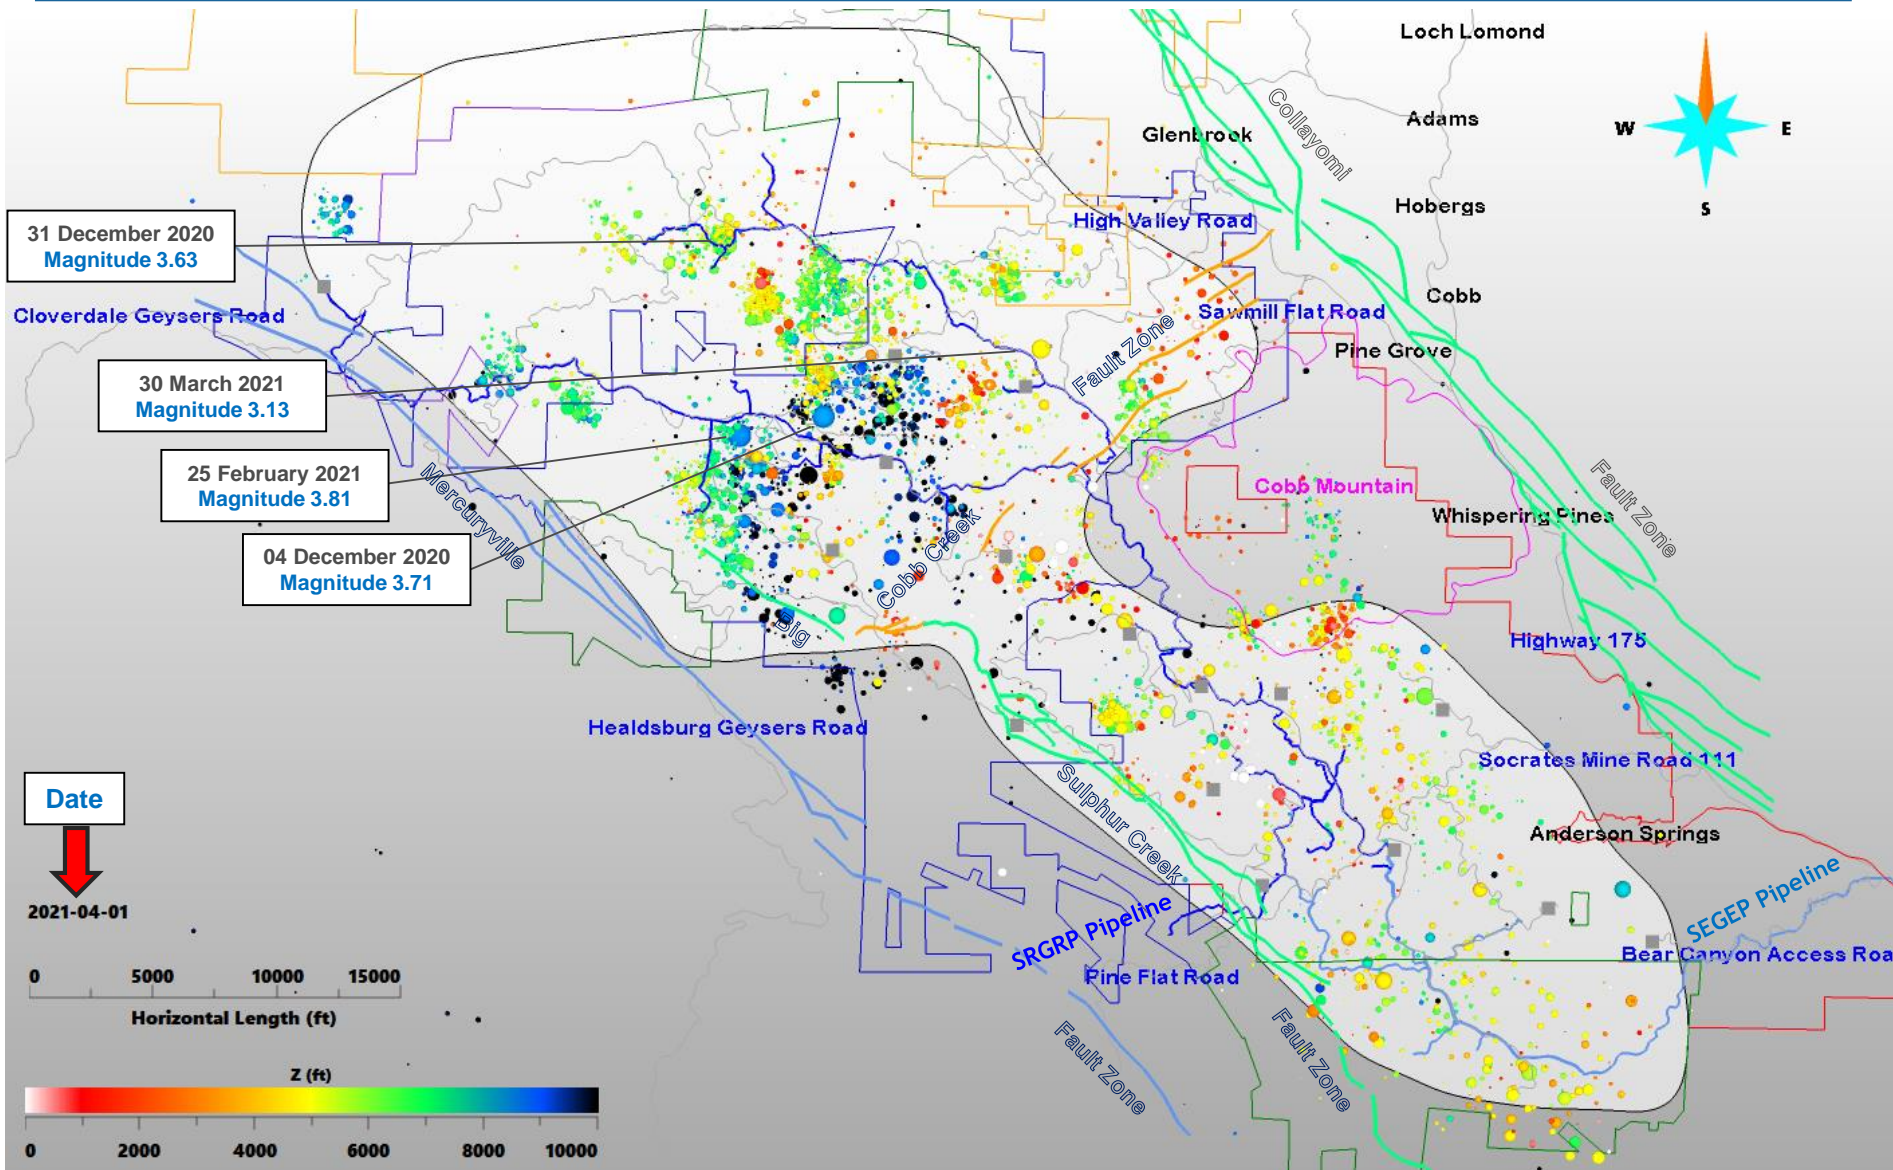 Loch Lomond
Collayomi
Adams
Glenbrook
W
E
S
Hobergs
High Valley Road
31 December 2020
Magnitude 3.63
Cobb
Cloverdale Geysers Road
Sawmill Flat Road
Fault Zone
Pine Grove
30 March 2021
Magnitude 3.13
25 February 2021
Magnitude 3.81
Mercuryville
Cobb Mountain
Fault Zone
Whispering Pines
04 December 2020
Magnitude 3.71
Big
Cobb Creek
Highway 175
Healdsburg Geysers Road
Socrates Mine Road 111
Sulphur Creek
Date
Anderson Springs
2021-04-01
SRGRP Pipeline
SEGEP Pipeline
Bear Canyon Access Roa
Pine Flat Road
0 5000 10000 15000
Horizontal Length (ft)
Fault Zone
Fault Zone
Z (ft)
0 2000 4000 6000 8000 10000